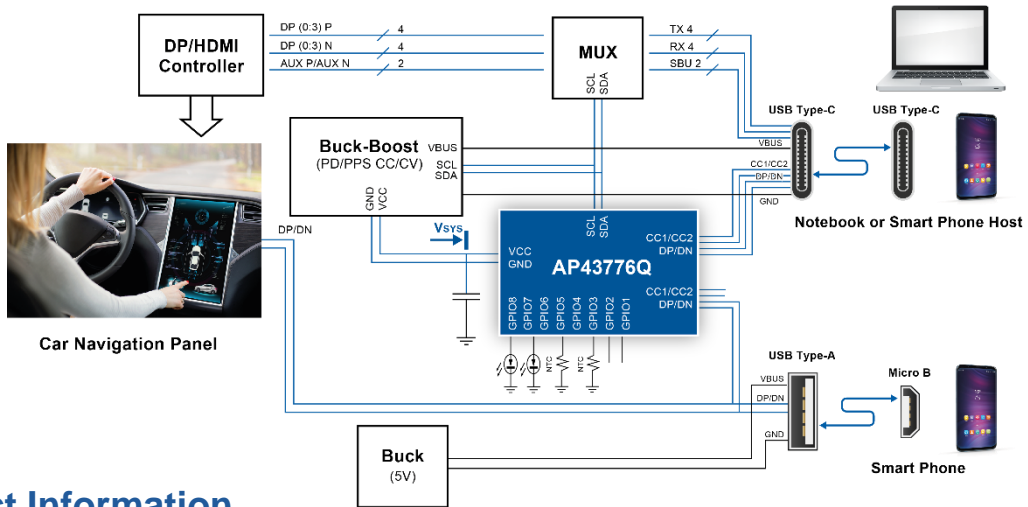 DP/HDMI
Controller
DP (0:3) P
4
DP (0:3) N
4
AUX P/AUX N
2
MUX
SCL
SDA
TX 4
RX 4
SBU 2
USB Type-C
USB Type-C
VBUS
CC1/CC2
DP/DN
GND
Notebook or Smart Phone Host
Buck-Boost
(PD/PPS CC/CV)
VBUS
SCL
SDA
GND
VCC
DP/DN
VSYS
Car Navigation Panel
SCL
SDA
VCC
GND
AP43776Q
CC1/CC2
DP/DN
CC1/CC2
DP/DN
GPIO8
GPIO7
GPIO6
GPIO5
GPIO4
GPIO3
GPIO2
GPIO1
NTC
NTC
USB Type-A
VBUS
DP/DN
GND
Micro B
Smart Phone
Buck
(5V)
ct Information